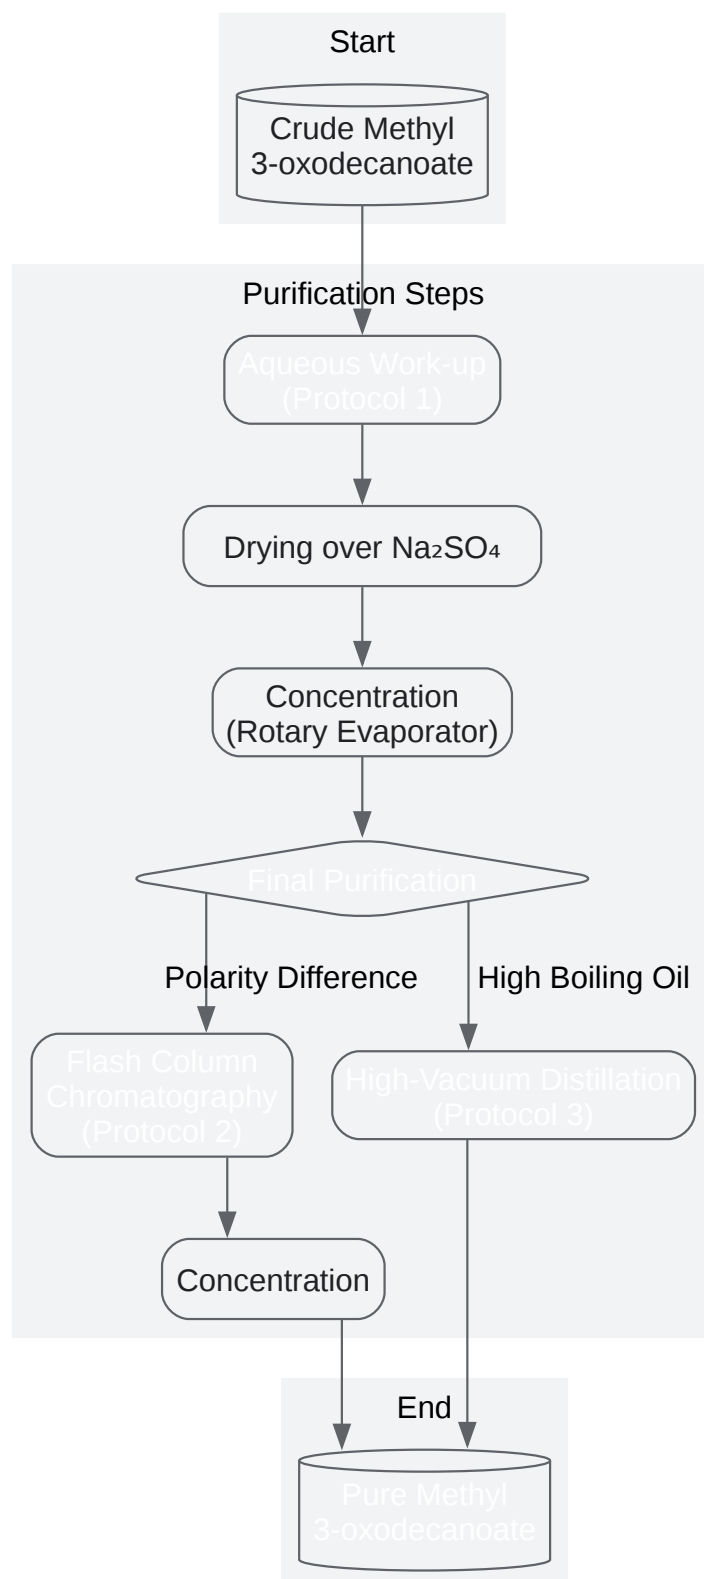 Start
Crude Methyl
3-oxodecanoate
Purification Steps
Aqueous Work-up
(Protocol 1)
Drying over Na₂SO₄
Concentration
(Rotary Evaporator)
Final Purification
Polarity Difference
High Boiling Oil
Flash Column
Chromatography
(Protocol 2)
High-Vacuum Distillation
(Protocol 3)
Concentration
End
Pure Methyl
3-oxodecanoate